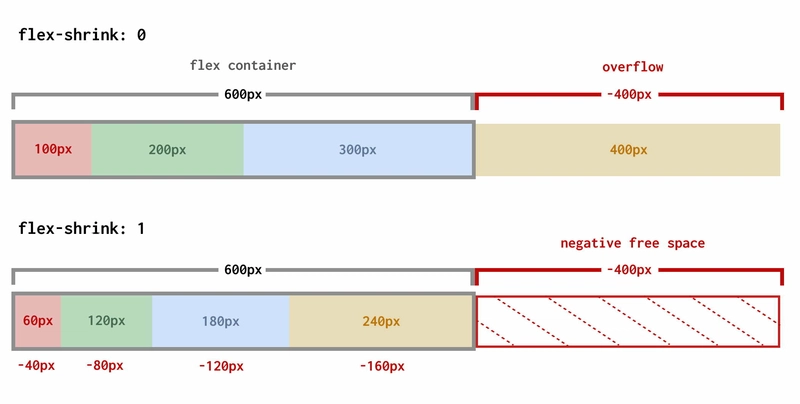 flex-shrink: 0
flex container
overflow
600px
-400px
100px
200px
300px
400px
flex-shrink: 1
negative free space
600px
-400px
60px
120px
180px
240px
-40px
-80px
-120px
-160px